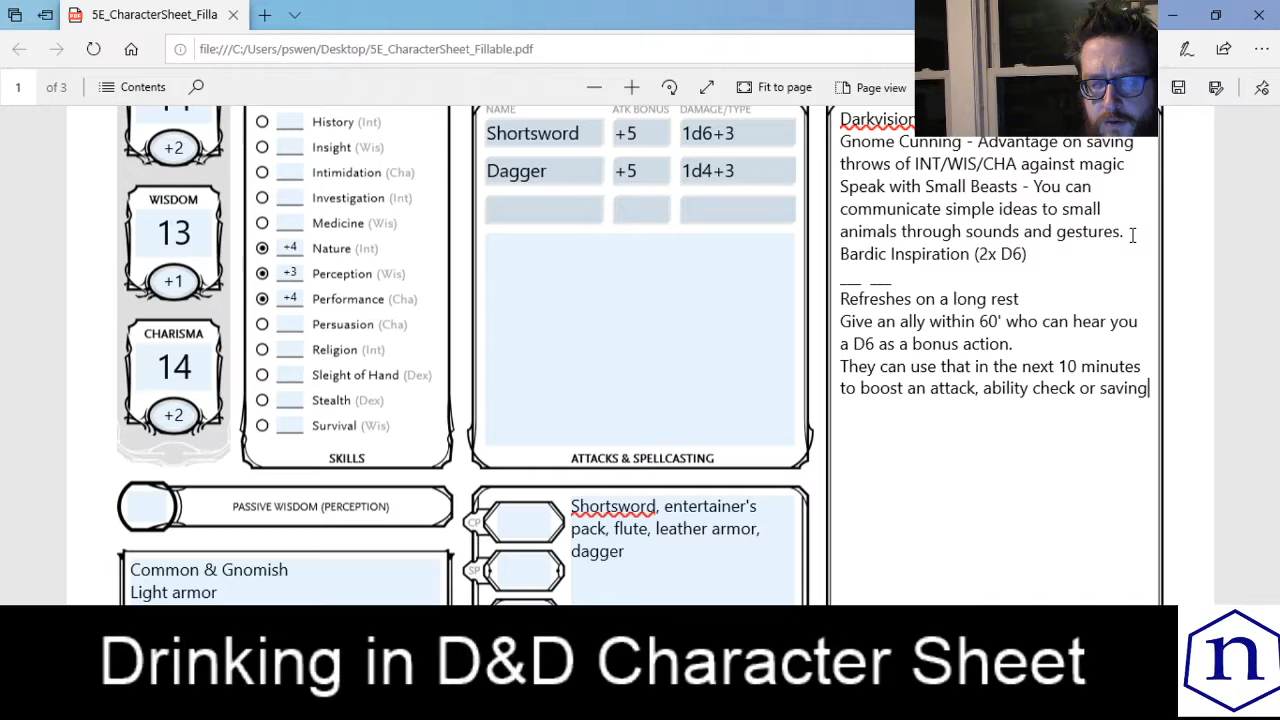 5E_CharacterSheet_Filla
file:///C:/Users/pswen/Desktop/5E_CharacterSheet_Fillable.pdf
1 of 3 Contents Fit to page Page view
+2
WISDOM
13
+1
CHARISMA
14
+2
History (Int)
Insight (Wis)
Intimidation (Cha)
Investigation (Int)
Medicine (Wis)
+4 Nature (Int)
+3 Perception (Wis)
+4 Performance (Cha)
Persuasion (Cha)
Religion (Int)
Sleight of Hand (Dex)
Stealth (Dex)
Survival (Wis)
SKILLS
PASSIVE WISDOM (PERCEPTION)
Common & Gnomish
Light armor
NAME ATK BONUS DAMAGE/TYPE
Shortsword +5 1d6+3
Dagger +5 1d4+3
ATTACKS & SPELLCASTING
CP
SP
Shortsword, entertainer's
pack, flute, leather armor,
dagger
Darkvision
Gnome Cunning - Advantage on saving
throws of INT/WIS/CHA against magic
Speak with Small Beasts - You can
communicate simple ideas to small
animals through sounds and gestures.
Bardic Inspiration (2x D6)
__ __
Refreshes on a long rest
Give an ally within 60' who can hear you
a D6 as a bonus action.
They can use that in the next 10 minutes
to boost an attack, ability check or saving
Drinking in D&D Character Sheet
n